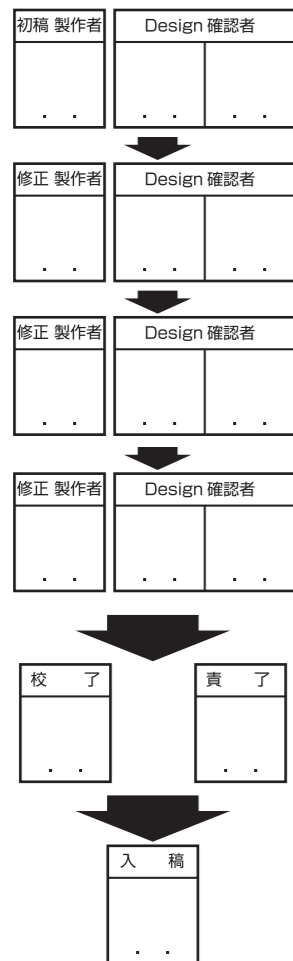 初稿 製作者 Design 確認者
. . . . . .
修正 製作者 Design 確認者
. . . . . .
修正 製作者 Design 確認者
. . . . . .
修正 製作者 Design 確認者
. . . . . .
校 了 責 了
. . . .
入 稿
. .